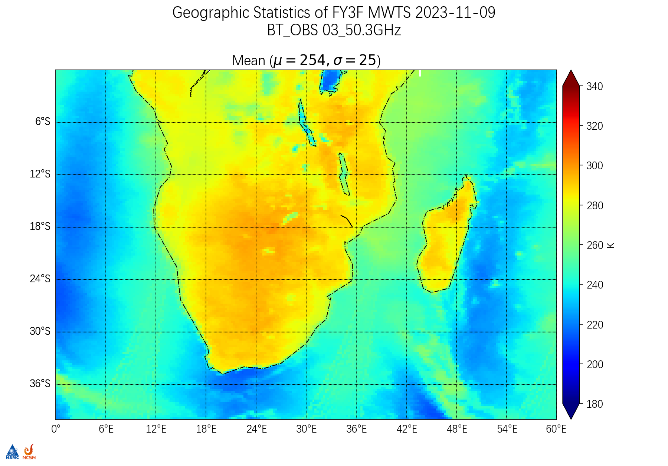 Geographic Statistics of FY3F MWTS 2023-11-09
BT_OBS 03_50.3GHz
Mean (μ = 254, σ = 25)
6°S
12°S
18°S
24°S
30°S
36°S
0°
6°E
12°E
18°E
24°E
30°E
36°E
42°E
48°E
54°E
60°E
340
320
300
280
260
240
220
200
180
K